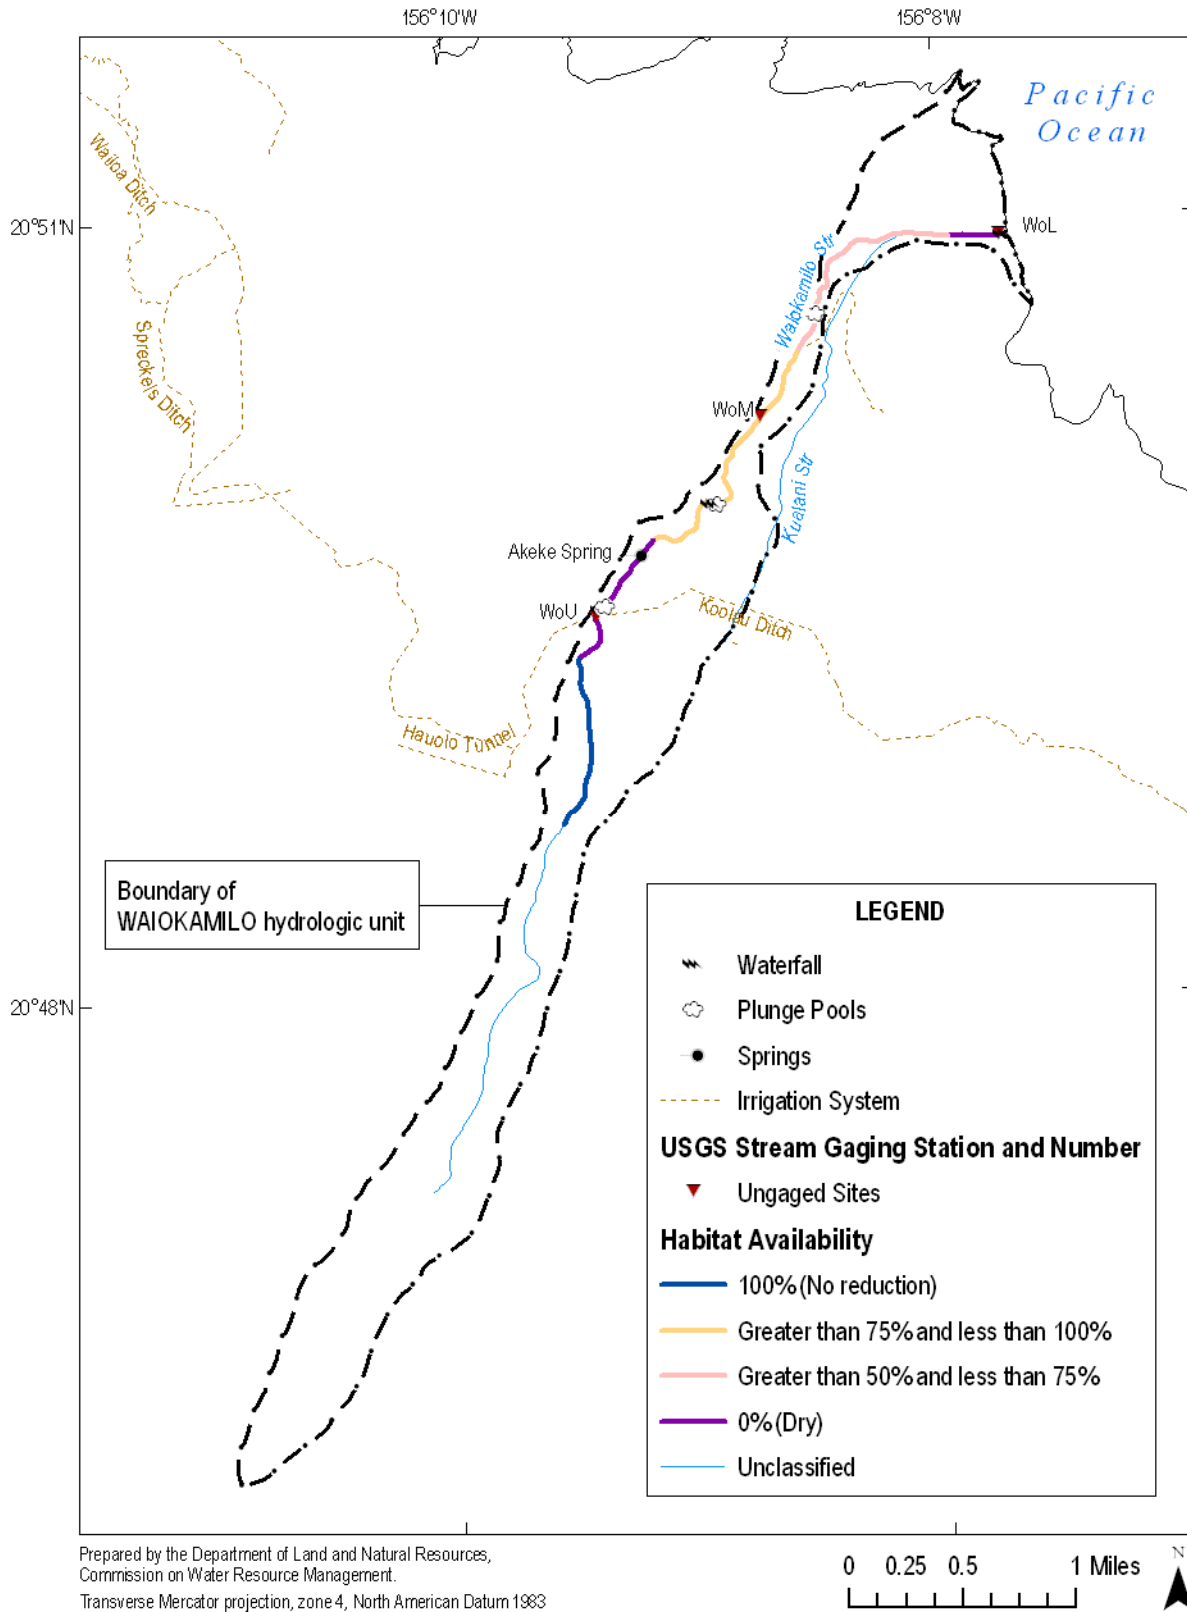 156°10'W
156°8'W
Pacific
Ocean
Wailoa Ditch
20°51'N
WoL
Waiokamilo Str
Spreckels Ditch
WoM
Kualani Str
Akeke Spring
WoU
Koolau Ditch
Hauolo Tunnel
Boundary of
WAIOKAMILO hydrologic unit
LEGEND
Waterfall
20°48'N
Plunge Pools
Springs
Irrigation System
USGS Stream Gaging Station and Number
Ungaged Sites
Habitat Availability
100% (No reduction)
Greater than 75% and less than 100%
Greater than 50% and less than 75%
0% (Dry)
Unclassified
Prepared by the Department of Land and Natural Resources,
Commission on Water Resource Management.
Transverse Mercator projection, zone 4, North American Datum 1983
0 0.25 0.5 1 Miles
N